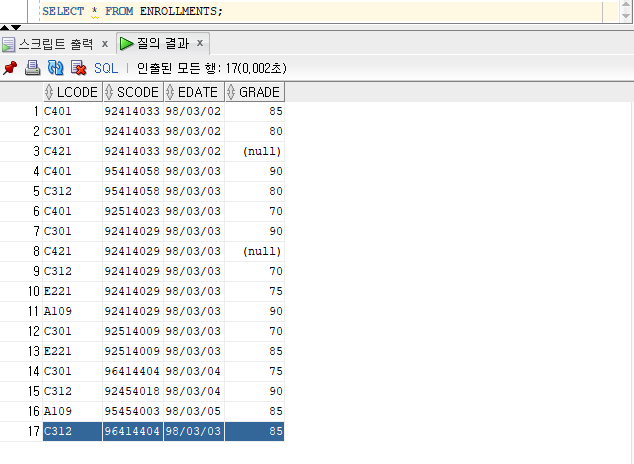 SELECT * FROM ENROLLMENTS;
스크립트 출력 x 질의 결과 x
SQL | 인출된 모든 행: 17(0,002초)
LCODE SCODE EDATE GRADE
1 C401 92414033 98/03/02 85
2 C301 92414033 98/03/02 80
3 C421 92414033 98/03/02 (null)
4 C401 95414058 98/03/03 90
5 C312 95414058 98/03/03 80
6 C401 92514023 98/03/03 70
7 C301 92414029 98/03/03 90
8 C421 92414029 98/03/03 (null)
9 C312 92414029 98/03/03 70
10 E221 92414029 98/03/03 75
11 A109 92414029 98/03/03 90
12 C301 92514009 98/03/03 70
13 E221 92514009 98/03/03 85
14 C301 96414404 98/03/04 75
15 C312 92454018 98/03/04 90
16 A109 95454003 98/03/05 85
17 C312 96414404 98/03/03 85